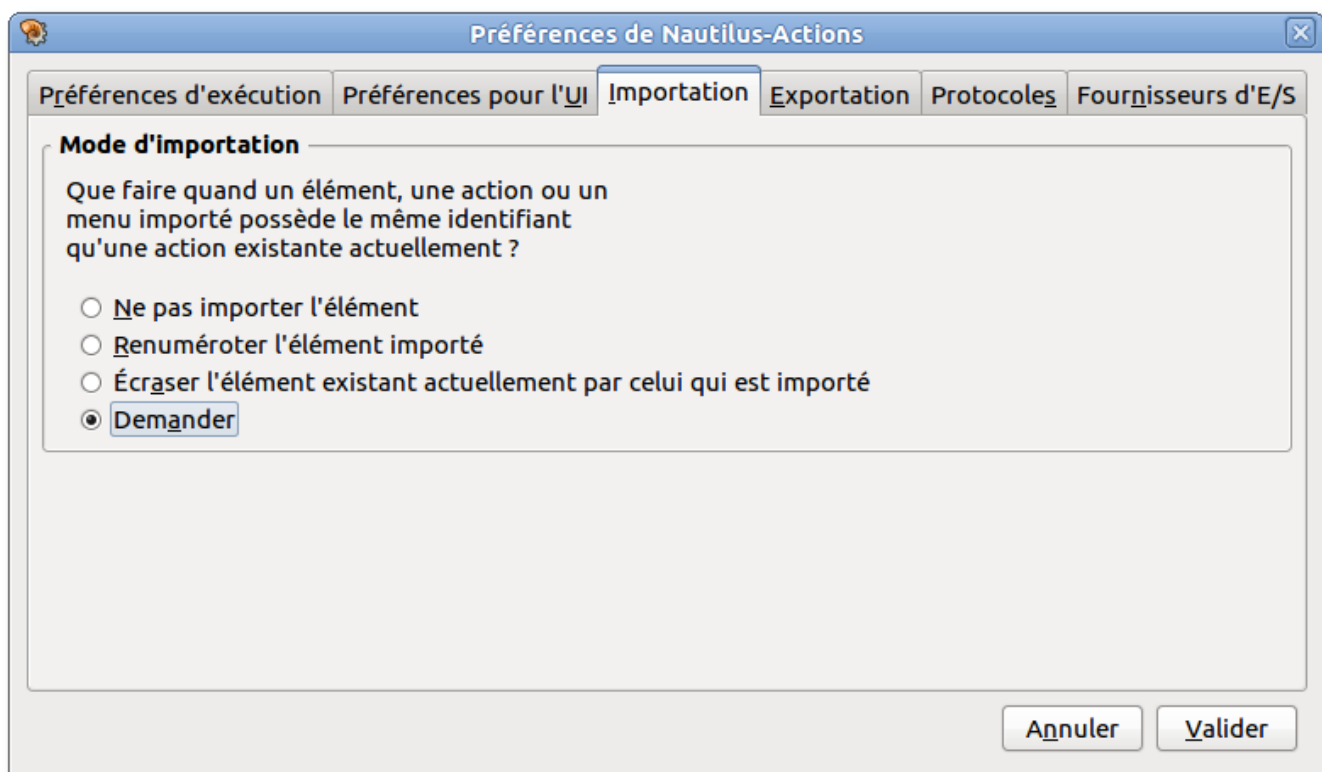 Préférences de Nautilus-Actions
Préférences d'exécution Préférences pour l'UI Importation Exportation Protocoles Fournisseurs d'E/S
Mode d'importation
Que faire quand un élément, une action ou un
menu importé possède le même identifiant
qu'une action existante actuellement ?
Ne pas importer l'élément
Renuméroter l'élément importé
Écraser l'élément existant actuellement par celui qui est importé
Demander
Annuler Valider